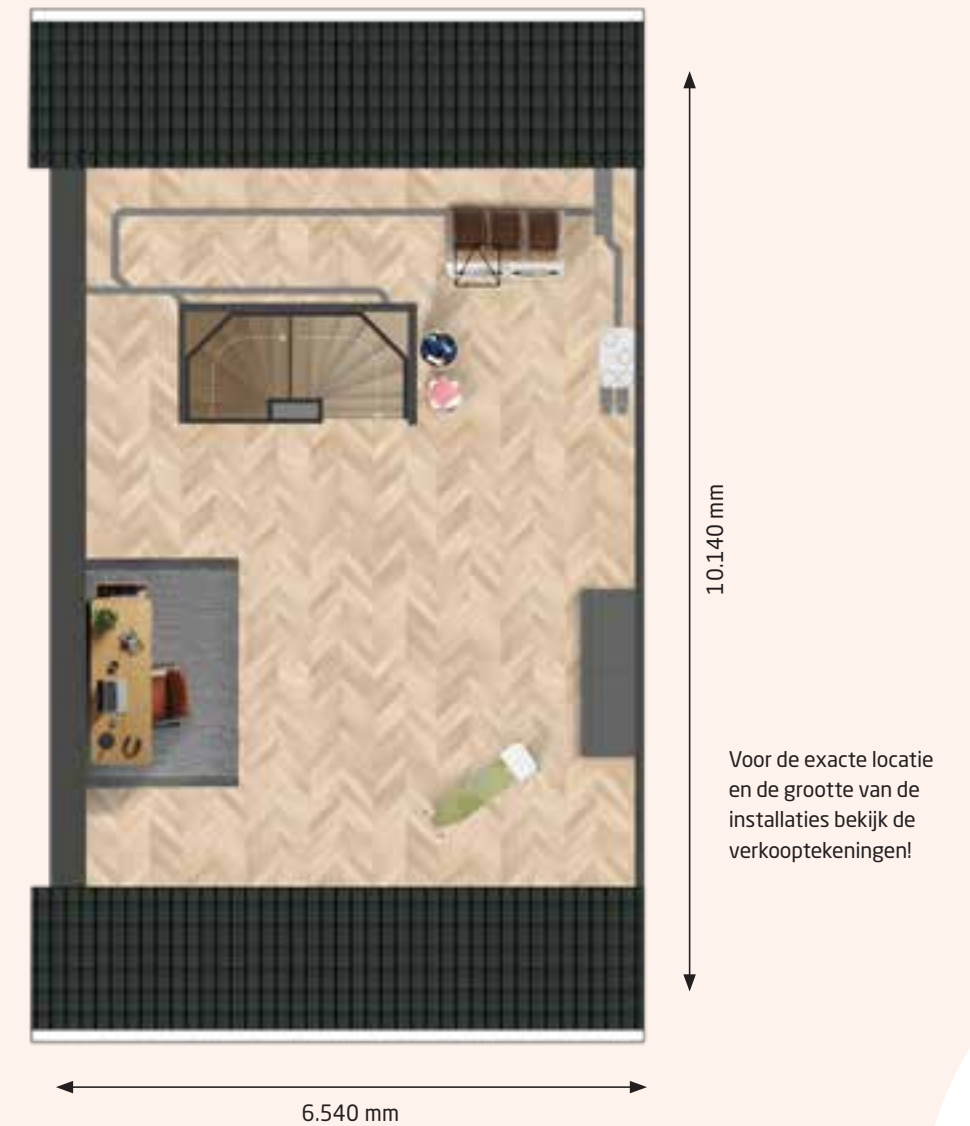 10.140 mm
Voor de exacte locatie
en de grootte van de
installaties bekijk de
verkooptekeningen!
6.540 mm